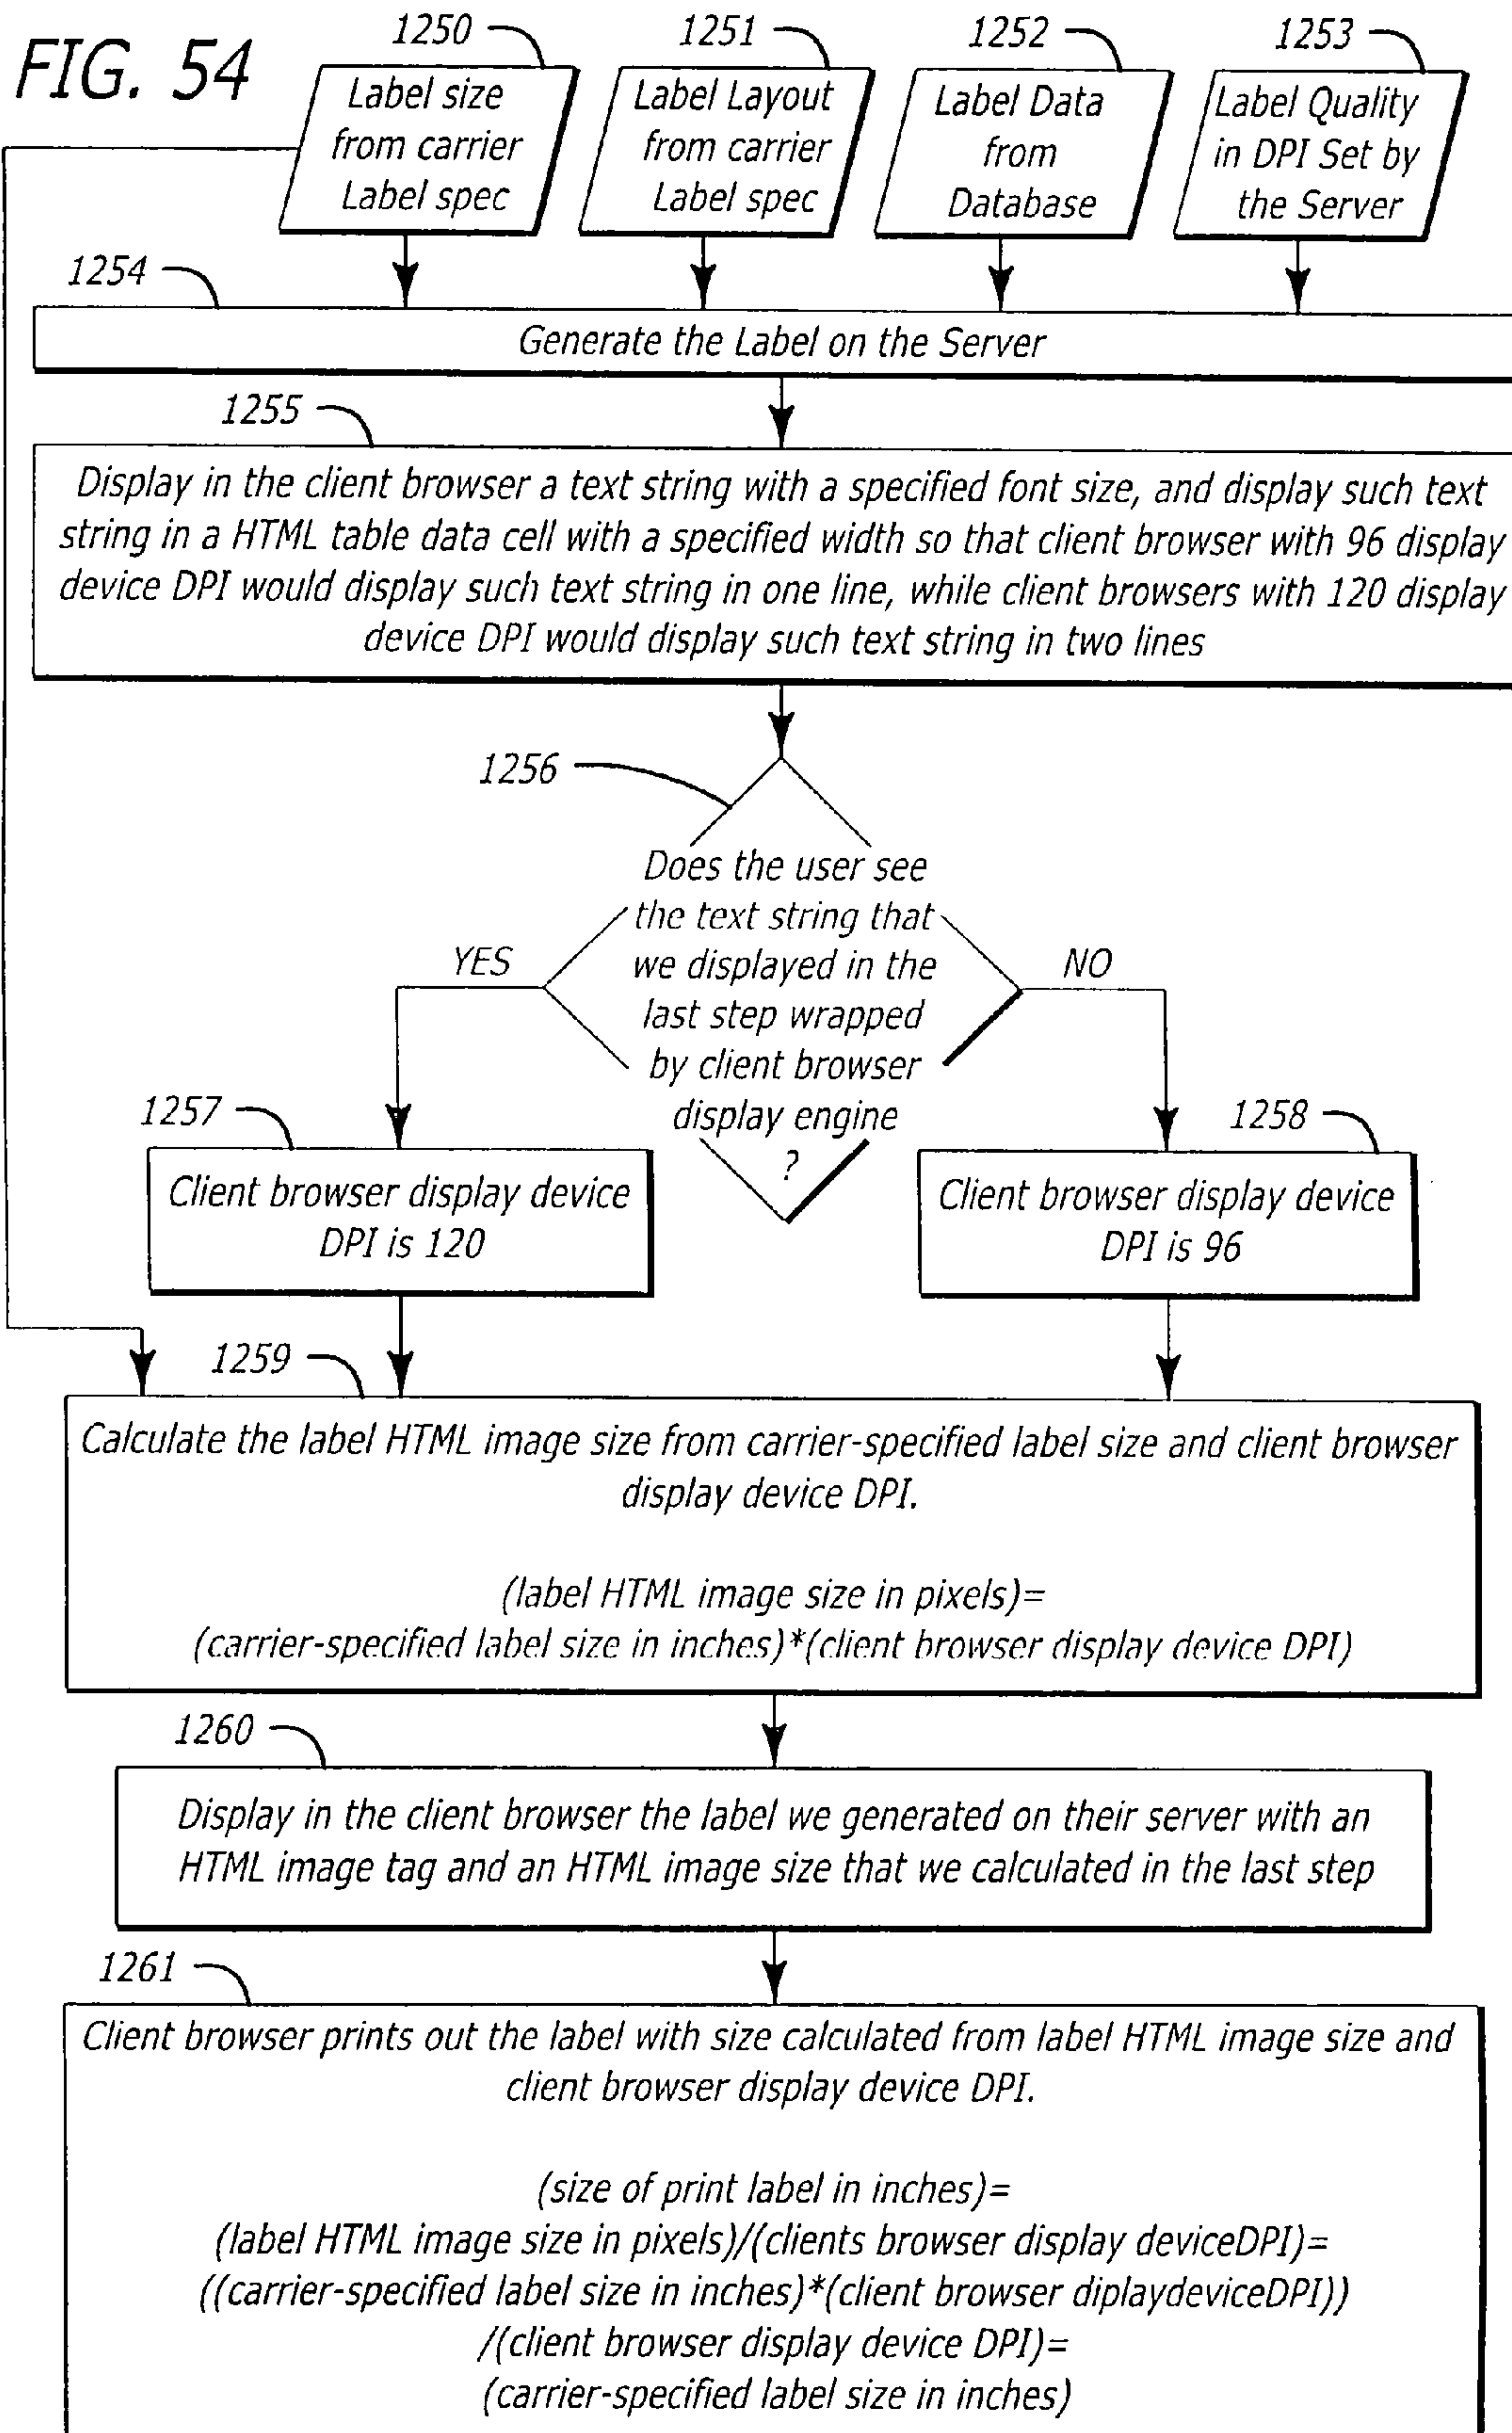 FIG. 54
1250
1251
1252
1253
Label size
from carrier
Label spec
Label Layout
from carrier
Label spec
Label Data
from
Database
Label Quality
in DPI Set by
the Server
1254
Generate the Label on the Server
1255
Display in the client browser a text string with a specified font size, and display such text
string in a HTML table data cell with a specified width so that client browser with 96 display
device DPI would display such text string in one line, while client browsers with 120 display
device DPI would display such text string in two lines
1256
Does the user see
the text string that
we displayed in the
last step wrapped
by client browser
display engine
?
YES
NO
1257
Client browser display device
DPI is 120
1258
Client browser display device
DPI is 96
1259
Calculate the label HTML image size from carrier-specified label size and client browser
display device DPI.
(label HTML image size in pixels)=
(carrier-specified label size in inches)*(client browser display device DPI)
1260
Display in the client browser the label we generated on their server with an
HTML image tag and an HTML image size that we calculated in the last step
1261
Client browser prints out the label with size calculated from label HTML image size and
client browser display device DPI.
(size of print label in inches)=
(label HTML image size in pixels)/(clients browser display deviceDPI)=
((carrier-specified label size in inches)*(client browser diplaydeviceDPI))
/(client browser display device DPI)=
(carrier-specified label size in inches)